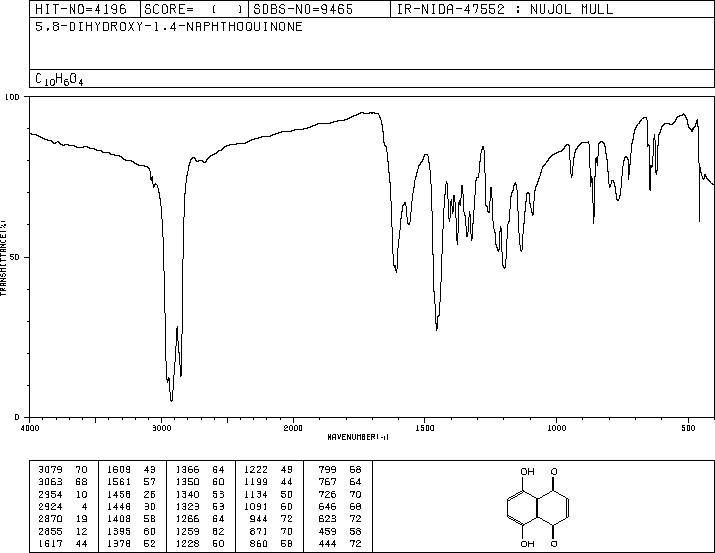 HIT-NO=4196 SCORE= ( ) SDBS-NO=9465 IR-NIDA-47552 : NUJOL MULL
5,8-DIHYDROXY-1,4-NAPHTHOQUINONE
C10H6O4
100
TRANSMITTANCE(%)
50
0
4000 3000 2000 1500 1000 500
WAVENUMBER(-1)
3079 70 1609 43 1366 64 1222 49 799 68
3063 68 1561 57 1350 60 1199 44 767 64
2954 10 1458 26 1340 53 1134 50 726 70
2924 4 1448 30 1323 53 1091 60 646 68
2870 19 1408 58 1266 64 944 72 623 72
2855 12 1395 60 1259 62 871 70 459 58
1617 44 1378 52 1228 50 860 58 444 72
OH O
OH O